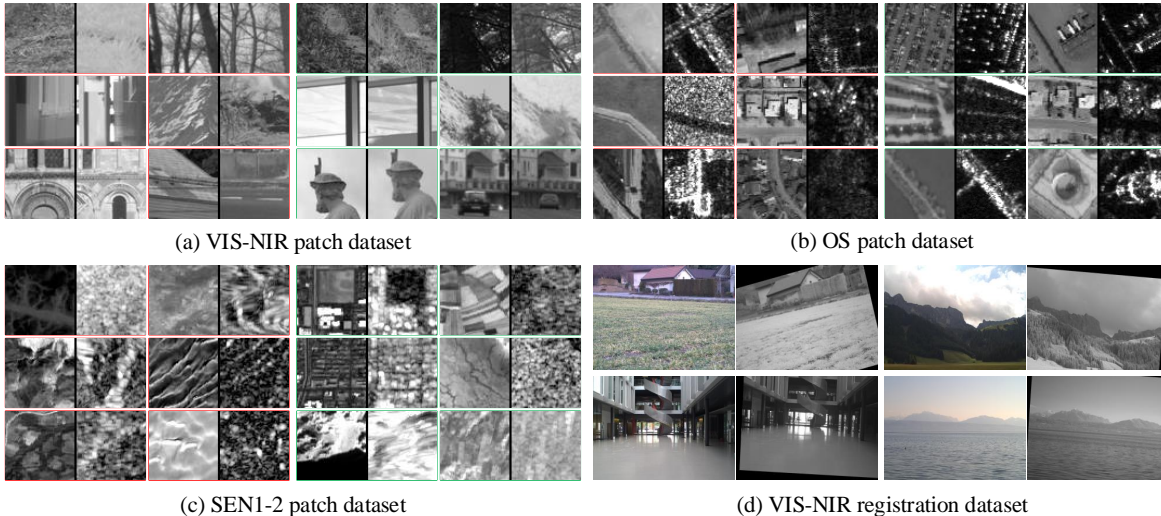 (a) VIS-NIR patch dataset
(b) OS patch dataset
(c) SEN1-2 patch dataset
(d) VIS-NIR registration dataset